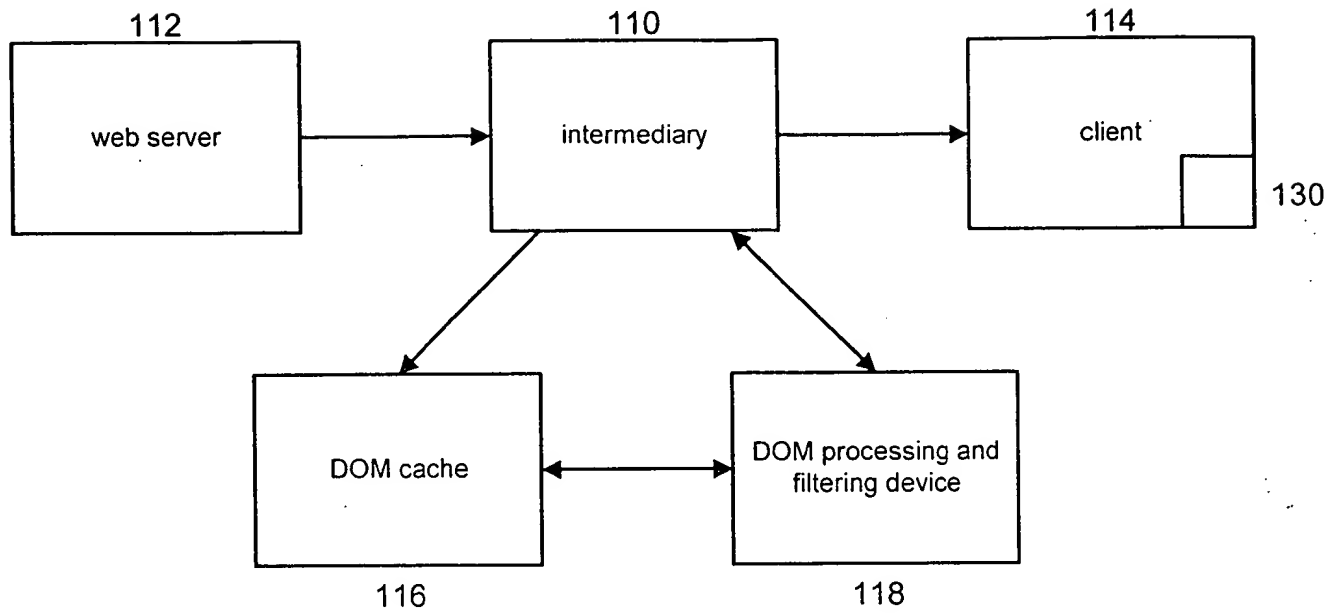 112
110
114
web server
intermediary
client
130
DOM cache
DOM processing and
filtering device
116
118